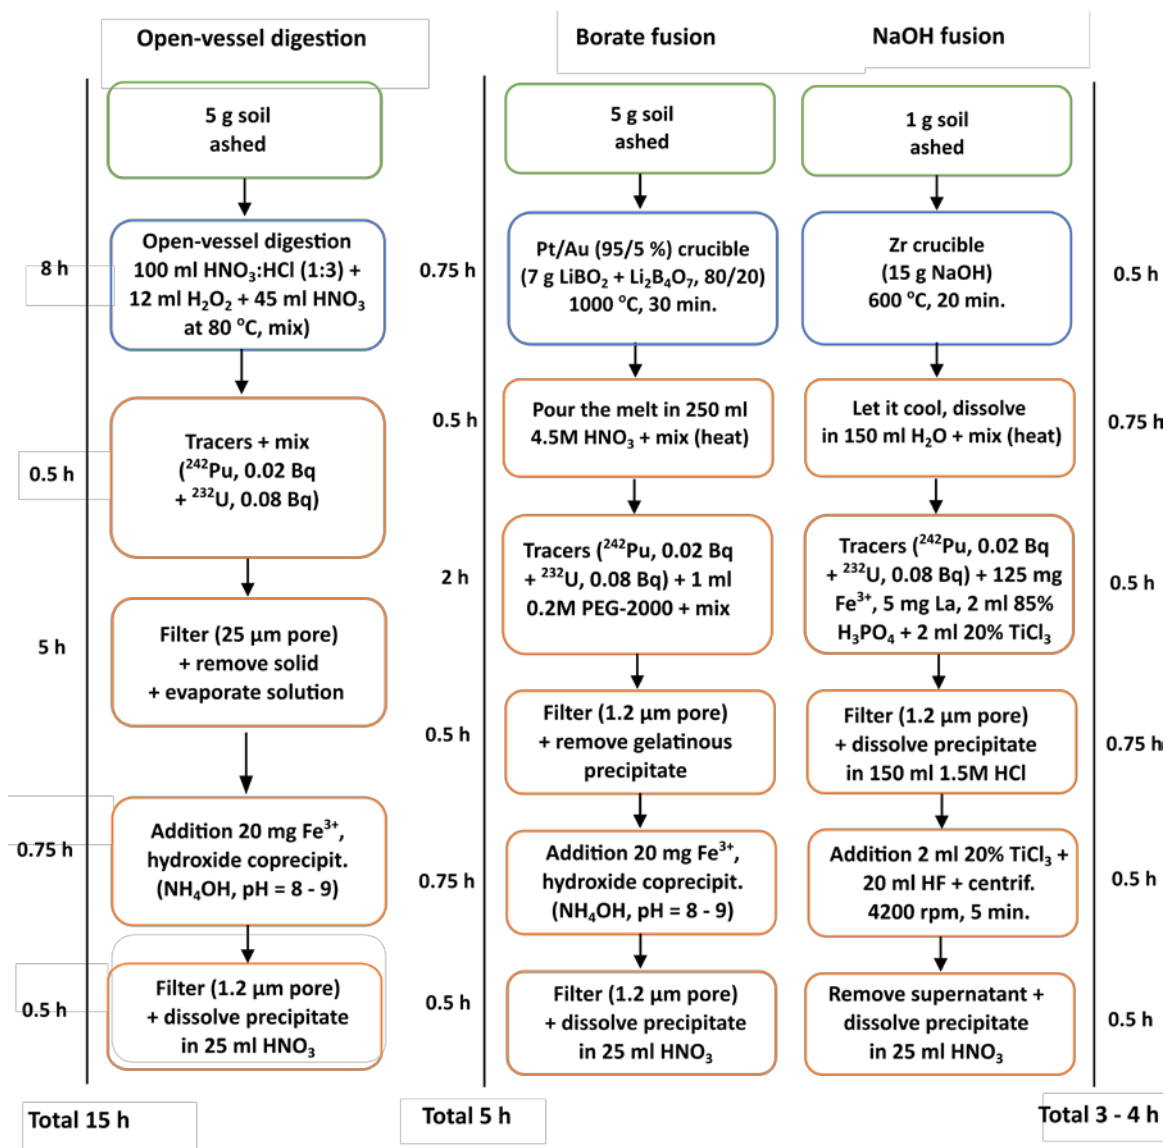 Open-vessel digestion
5 g soil
ashed
8 h
Open-vessel digestion
100 ml HNO₃:HCl (1:3) +
12 ml H₂O₂ + 45 ml HNO₃
at 80 °C, mix)
0.5 h
Tracers + mix
(²⁴²Pu, 0.02 Bq
+ ²³²U, 0.08 Bq)
5 h
Filter (25 µm pore)
+ remove solid
+ evaporate solution
0.75 h
Addition 20 mg Fe³⁺,
hydroxide coprecipit.
(NH₄OH, pH = 8 - 9)
0.5 h
Filter (1.2 µm pore)
+ dissolve precipitate
in 25 ml HNO₃
Total 15 h
Borate fusion
5 g soil
ashed
0.75 h
Pt/Au (95/5 %) crucible
(7 g LiBO₂ + Li₂B₄O₇, 80/20)
1000 °C, 30 min.
0.5 h
Pour the melt in 250 ml
4.5M HNO₃ + mix (heat)
2 h
Tracers (²⁴²Pu, 0.02 Bq
+ ²³²U, 0.08 Bq) + 1 ml
0.2M PEG-2000 + mix
0.5 h
Filter (1.2 µm pore)
+ remove gelatinous
precipitate
0.75 h
Addition 20 mg Fe³⁺,
hydroxide coprecipit.
(NH₄OH, pH = 8 - 9)
0.5 h
Filter (1.2 µm pore)
+ dissolve precipitate
in 25 ml HNO₃
Total 5 h
NaOH fusion
1 g soil
ashed
Zr crucible
(15 g NaOH)
600 °C, 20 min.
0.5 h
Let it cool, dissolve
in 150 ml H₂O + mix (heat)
0.75 h
Tracers (²⁴²Pu, 0.02 Bq
+ ²³²U, 0.08 Bq) + 125 mg
Fe³⁺, 5 mg La, 2 ml 85%
H₃PO₄ + 2 ml 20% TiCl₃
0.5 h
Filter (1.2 µm pore)
+ dissolve precipitate
in 150 ml 1.5M HCl
0.75 h
Addition 2 ml 20% TiCl₃ +
20 ml HF + centrif.
4200 rpm, 5 min.
0.5 h
Remove supernatant +
dissolve precipitate
in 25 ml HNO₃
0.5 h
Total 3 - 4 h